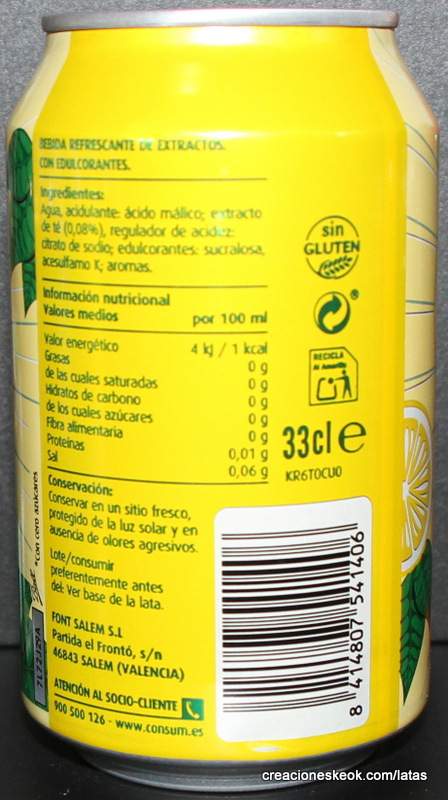 BEBIDA REFRESCANTE DE EXTRACTOS.
CON EDULCORANTES.
Ingredientes:
Agua, acidulante: ácido málico; extracto
de té (0,08%), regulador de acidez:
citrato de sodio; edulcorantes: sucralosa,
acesulfamo K; aromas.
Información nutricional
Valores medios por 100 ml
Valor energético 4 kJ / 1 kcal
Grasas 0 g
de las cuales saturadas 0 g
Hidratos de carbono 0 g
de los cuales azúcares 0 g
Fibra alimentaria 0 g
Proteínas 0,01 g
Sal 0,06 g
Conservación:
Conservar en un sitio fresco,
protegido de la luz solar y en
ausencia de olores agresivos.
Lote/consumir
preferentemente antes
del: Ver base de la lata.
FONT SALEM S.L
Partida el Frontó, s/n
46843 SALEM (VALENCIA)
ATENCIÓN AL SOCIO-CLIENTE
900 500 126 - www.consum.es
sin
GLUTEN
®
RECICLA
Al Amarillo
33cl e
KR6T0CU0
8 414807 541406
*Con cero azúcares
creacioneskeok.com/latas